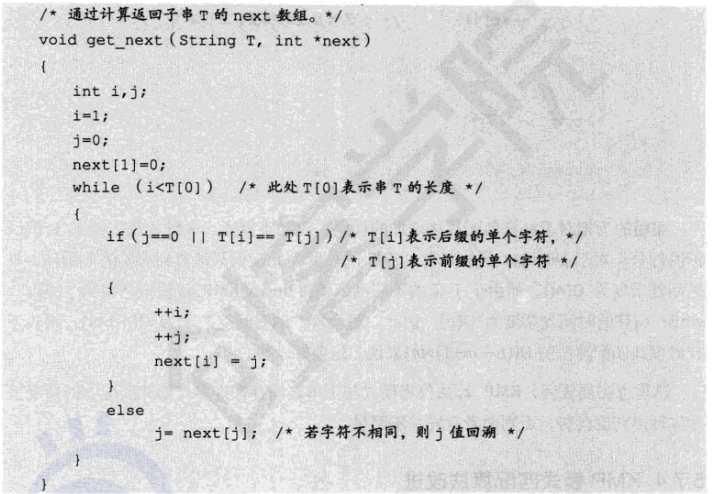 /* 通过计算返回子串 T 的 next 数组。*/
void get_next (String T, int *next)
{
int i,j;
i=1;
j=0;
next[1]=0;
while (i<T[0]) /* 此处 T[0]表示串 T 的长度 */
{
if(j==0 || T[i]== T[j])/* T[i]表示后缀的单个字符，*/
/* T[j]表示前缀的单个字符 */
{
++i;
++j;
next[i] = j;
}
else
j= next[j]; /* 若字符不相同，则 j 值回溯 */
}
}